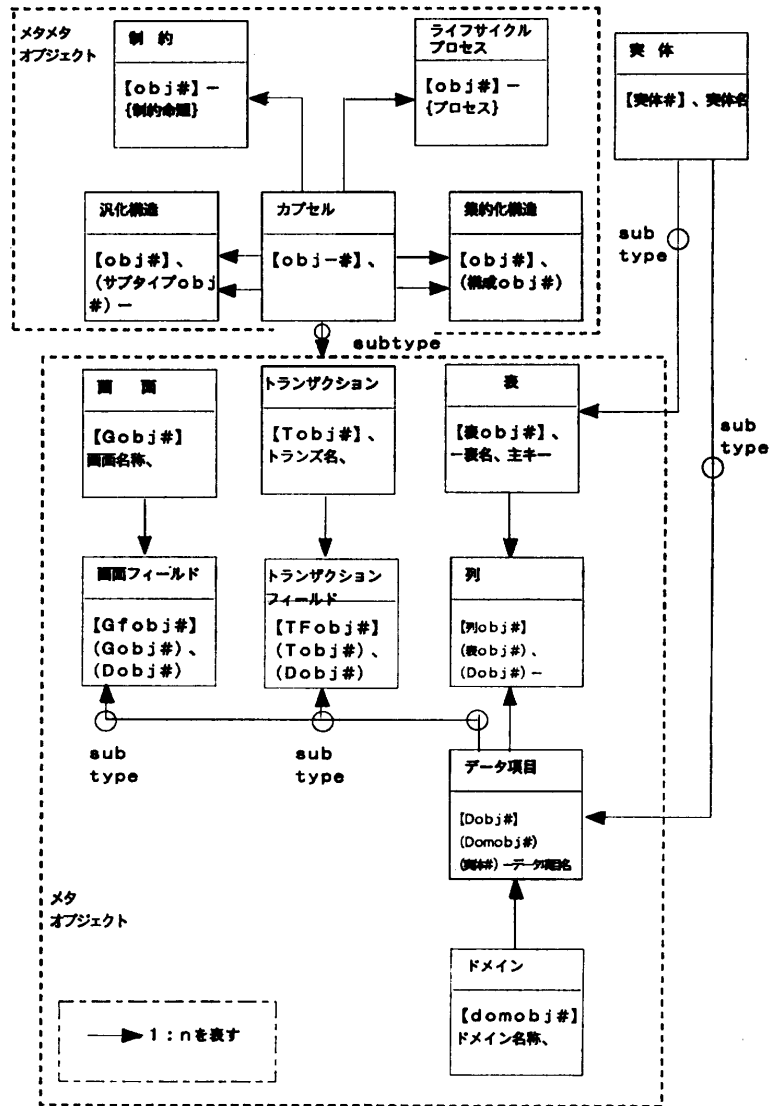 メタメタ
オブジェクト
制 約
【obj#】ー
{制約命題}
ライフサイクル
プロセス
【obj#】ー
{プロセス}
実 体
【実体#】、実体名
汎化構造
【obj#】、
(サブタイプobj
#)ー
カプセル
【obj-#】、
集約化構造
【obj#】、
(構成obj#)
sub
type
subtype
画 面
【Gobj#】
画面名称、
トランザクション
【Tobj#】、
トランズ名、
表
【表obj#】、
ー表名、主キー
sub
type
画面フィールド
【Gfobj#】
(Gobj#)、
(Dobj#)
トランザクション
フィールド
【TFobj#】
(Tobj#)、
(Dobj#)
列
【列obj#】
(表obj#)、
(Dobj#)ー
sub
type
sub
type
データ項目
【Dobj#】
(Domobj#)
(実体#)ーデータ項目名
メタ
オブジェクト
ドメイン
【domobj#】
ドメイン名称、
1:nを表す